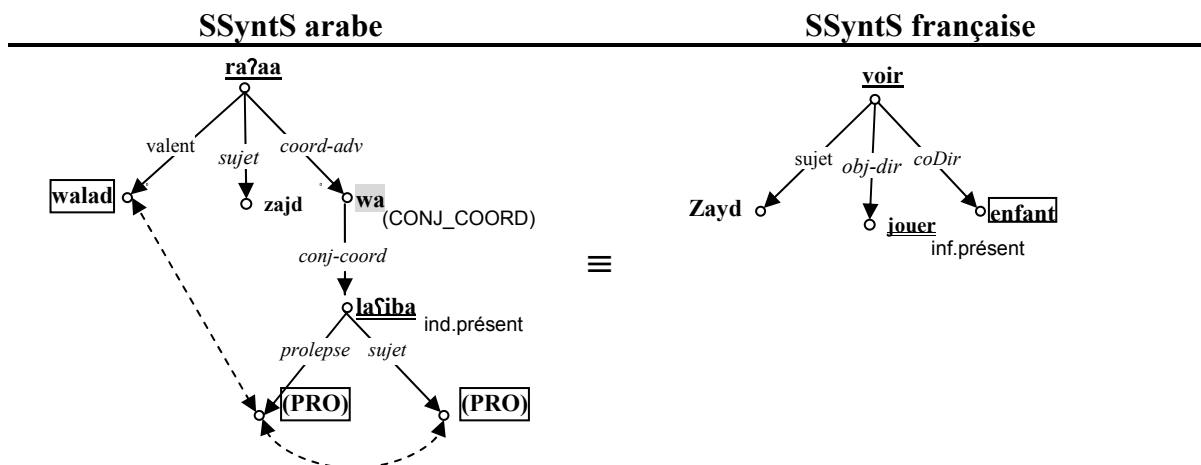 SSyntS arabe SSyntS française
raʔaa
voir
valent sujet coord-adv
sujet obj-dir coDir
walad zajd wa
(CONJ_COORD)
Zayd jouer enfant
inf.présent
conj-coord
≡
laʕiba ind.présent
prolepse sujet
(PRO) (PRO)